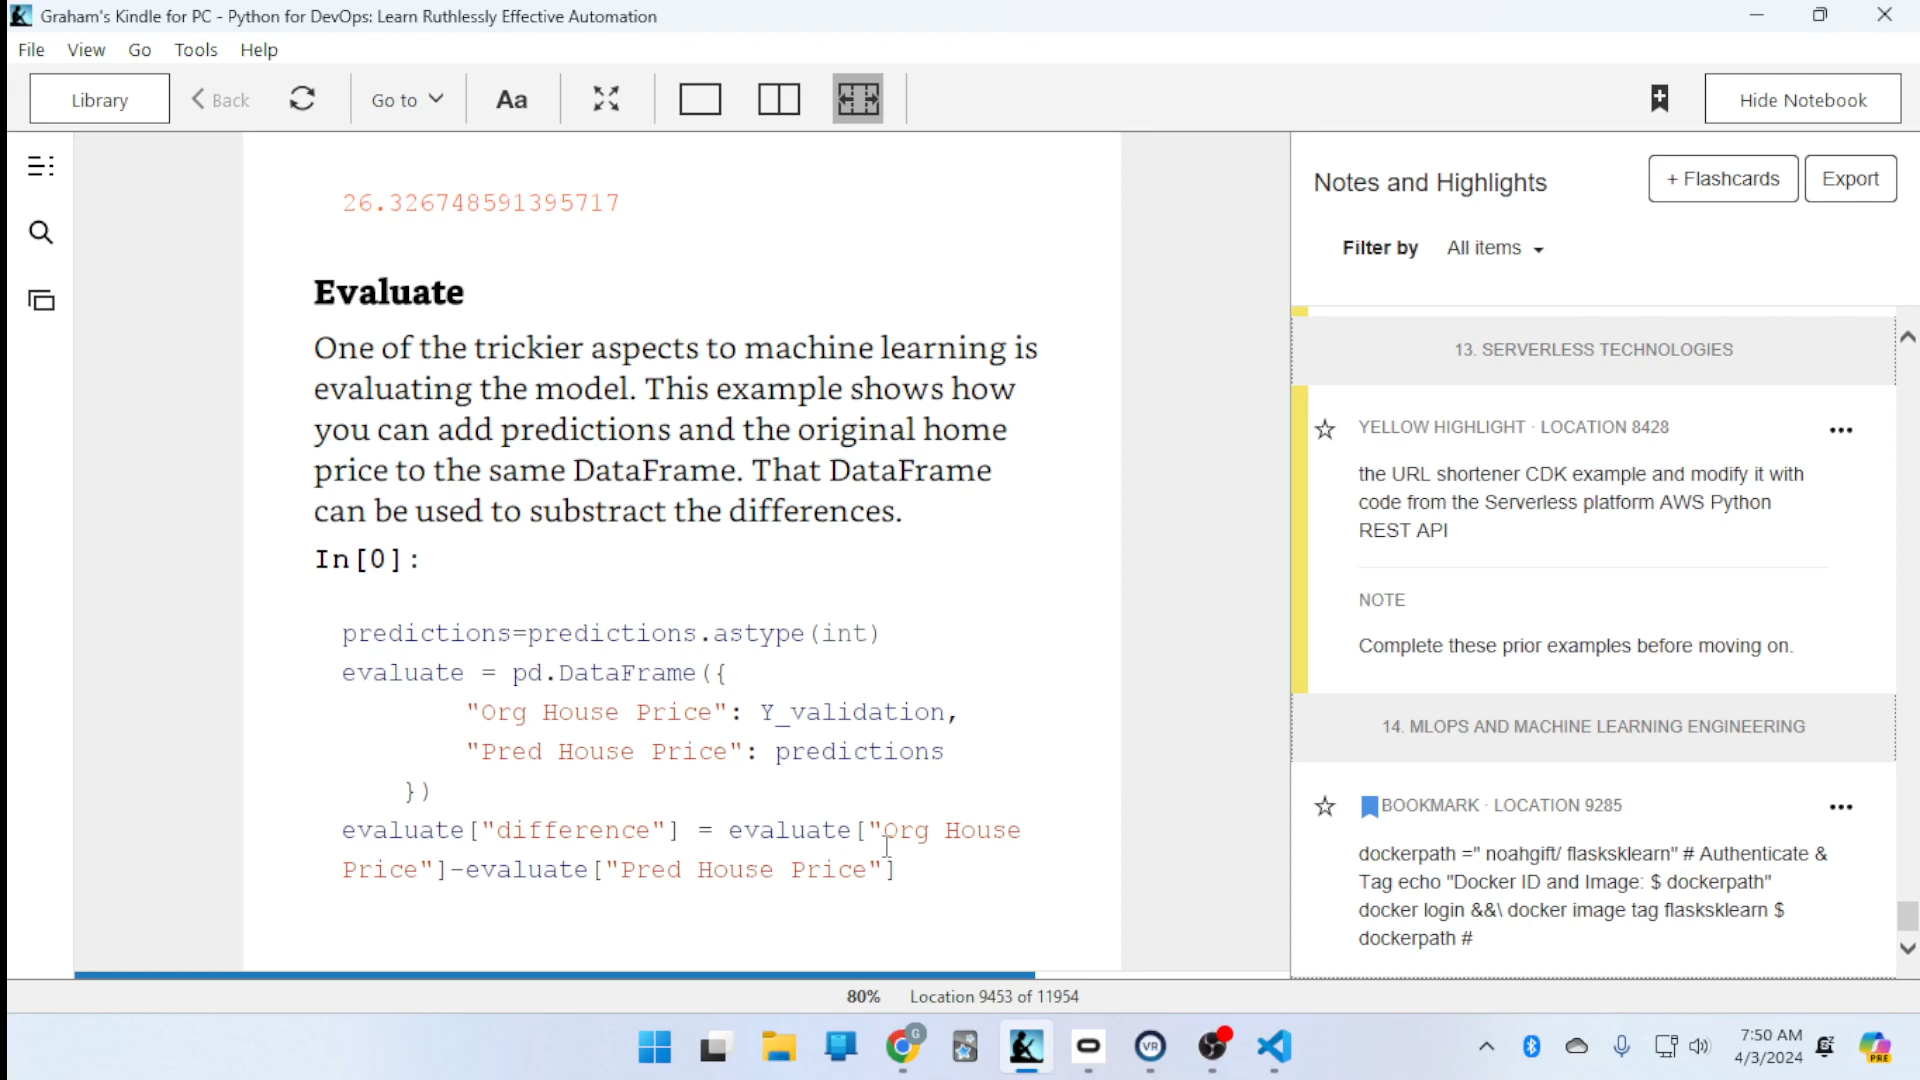 Graham's Kindle for PC - Python for DevOps: Learn Ruthlessly Effective Automation
File View Go Tools Help
Library Back Go to Aa Hide Notebook
26.326748591395717
Evaluate
One of the trickier aspects to machine learning is
evaluating the model. This example shows how
you can add predictions and the original home
price to the same DataFrame. That DataFrame
can be used to substract the differences.
In[0]:
predictions=predictions.astype(int)
evaluate = pd.DataFrame({
"Org House Price": Y_validation,
"Pred House Price": predictions
})
evaluate["difference"] = evaluate["Org House
Price"]-evaluate["Pred House Price"]
Notes and Highlights + Flashcards Export
Filter by All items
13. SERVERLESS TECHNOLOGIES
YELLOW HIGHLIGHT · LOCATION 8428
the URL shortener CDK example and modify it with
code from the Serverless platform AWS Python
REST API
NOTE
Complete these prior examples before moving on.
14. MLOPS AND MACHINE LEARNING ENGINEERING
BOOKMARK · LOCATION 9285
dockerpath =" noahgift/ flasksklearn" # Authenticate &
Tag echo "Docker ID and Image: $ dockerpath"
docker login &&\ docker image tag flasksklearn $
dockerpath #
80% Location 9453 of 11954
G
VR
7:50 AM
4/3/2024
PRE